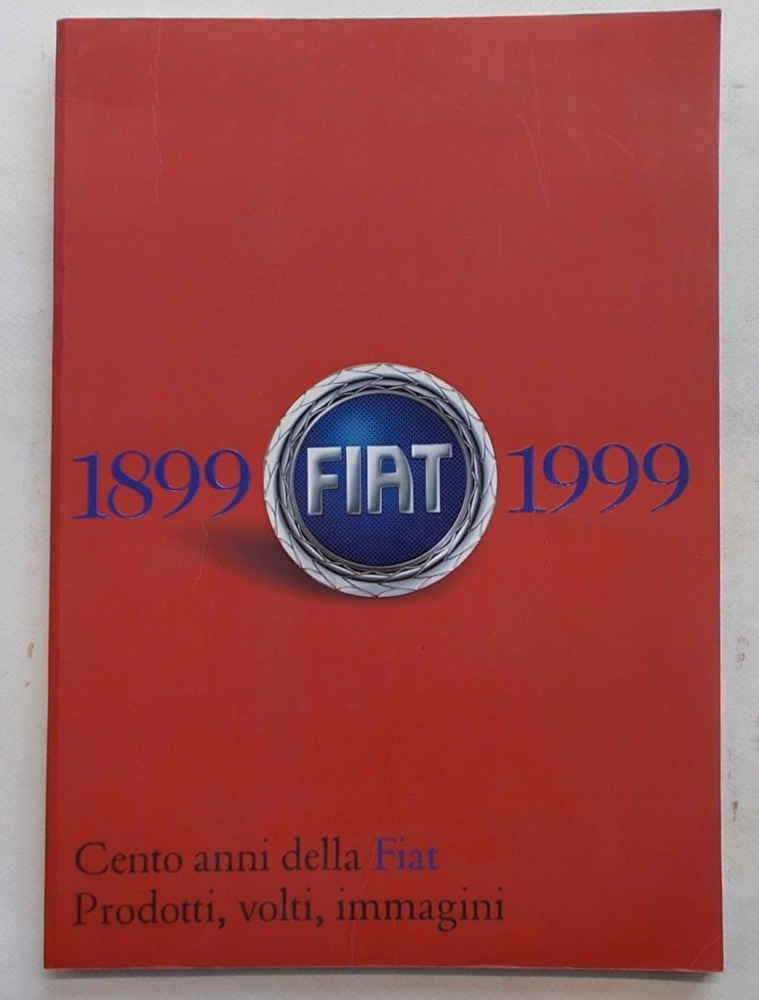 1899 FIAT 1999
Cento anni della Fiat
Prodotti, volti, immagini